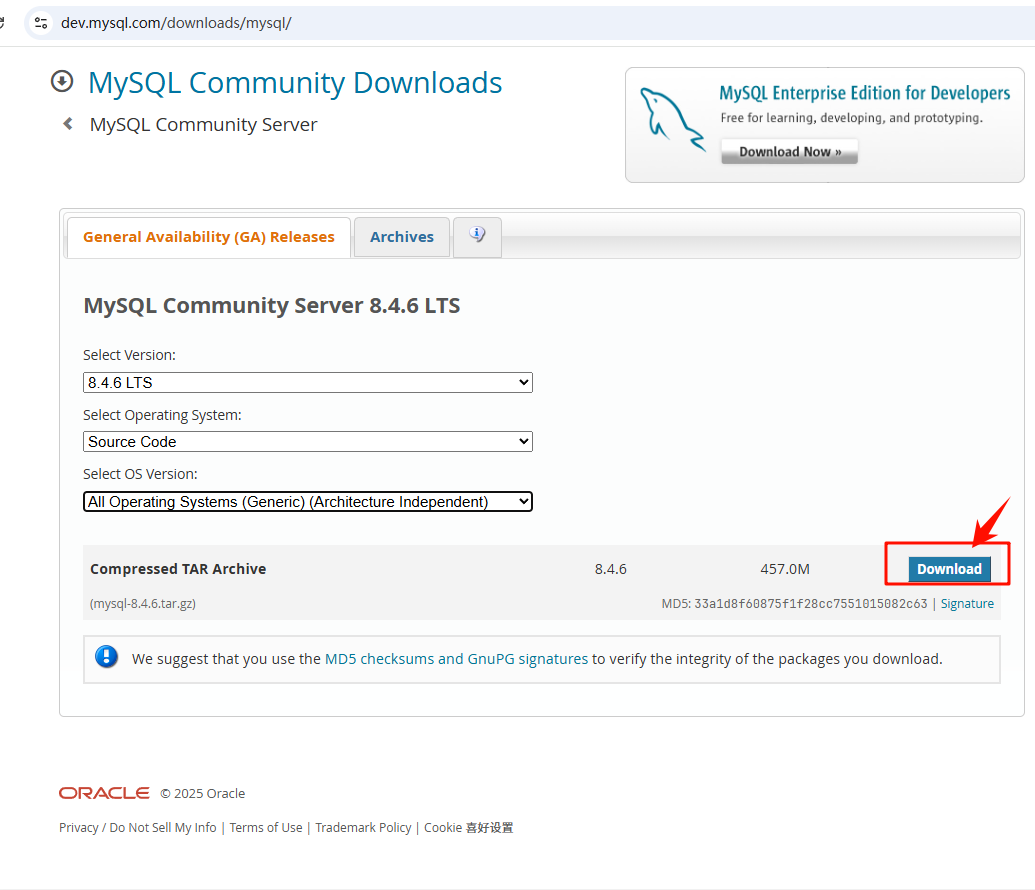 dev.mysql.com/downloads/mysql/
MySQL Community Downloads
MySQL Community Server
MySQL Enterprise Edition for Developers
Free for learning, developing, and prototyping.
Download Now »
General Availability (GA) Releases
Archives
i
MySQL Community Server 8.4.6 LTS
Select Version:
8.4.6 LTS
Select Operating System:
Source Code
Select OS Version:
All Operating Systems (Generic) (Architecture Independent)
Compressed TAR Archive 8.4.6 457.0M Download
(mysql-8.4.6.tar.gz) MD5: 33a1d8f60875f1f28cc7551015082c63 | Signature
We suggest that you use the MD5 checksums and GnuPG signatures to verify the integrity of the packages you download.
ORACLE © 2025 Oracle
Privacy / Do Not Sell My Info | Terms of Use | Trademark Policy | Cookie 喜好设置